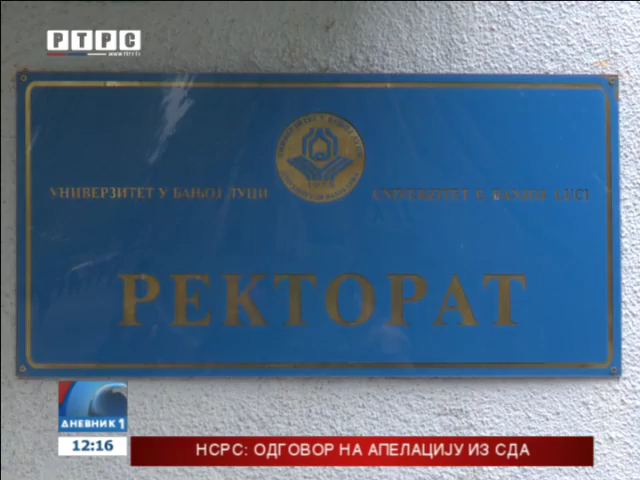 РТРС
УНИВЕРЗИТЕТ У БАЊОЈ ЛУЦИ
UNIVERZITET U BANJOJ LUCI
РЕКТОРАТ
ДНЕВНИК 1
12:16
НСРС: ОДГОВОР НА АПЕЛАЦИЈУ ИЗ СДА